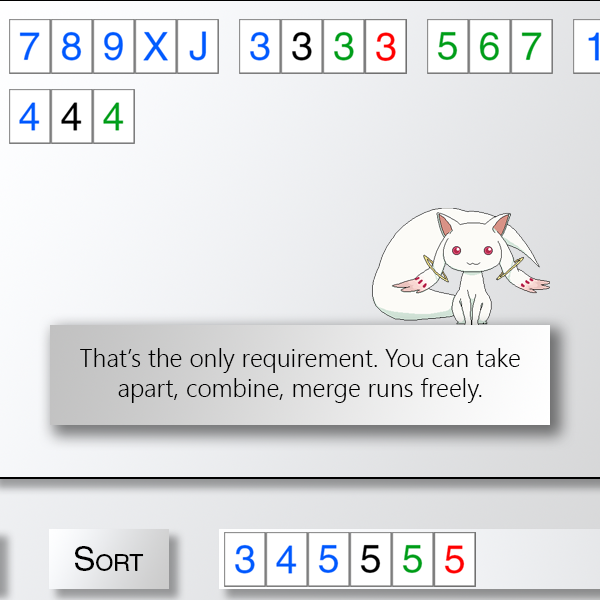 7 8 9 X J 3 3 3 3 5 6 7 1
4 4 4
That's the only requirement. You can take
apart, combine, merge runs freely.
SORT 3 4 5 5 5 5